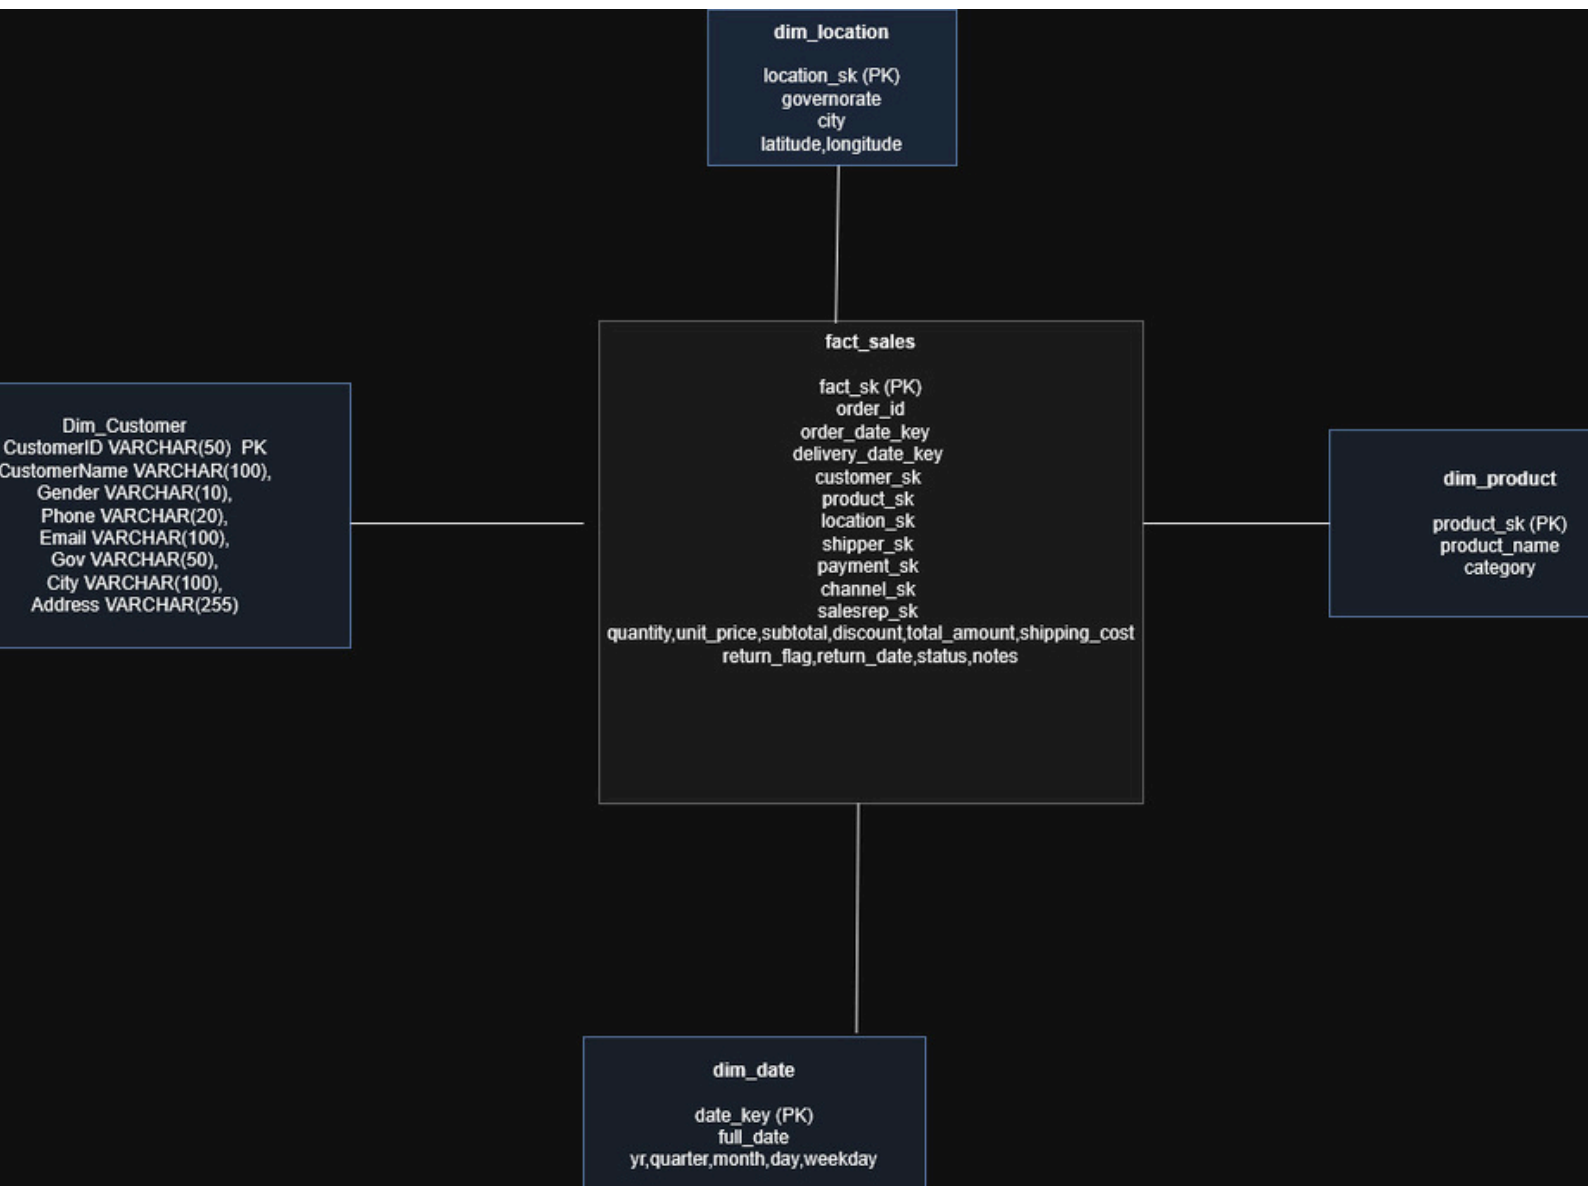 dim_location
location_sk (PK)
governorate
city
latitude,longitude
fact_sales
fact_sk (PK)
order_id
order_date_key
delivery_date_key
customer_sk
product_sk
location_sk
shipper_sk
payment_sk
channel_sk
salesrep_sk
quantity,unit_price,subtotal,discount,total_amount,shipping_cost
return_flag,return_date,status,notes
Dim_Customer
CustomerID VARCHAR(50)  PK
CustomerName VARCHAR(100),
Gender VARCHAR(10),
Phone VARCHAR(20),
Email VARCHAR(100),
Gov VARCHAR(50),
City VARCHAR(100),
Address VARCHAR(255)
dim_product
product_sk (PK)
product_name
category
dim_date
date_key (PK)
full_date
yr,quarter,month,day,weekday